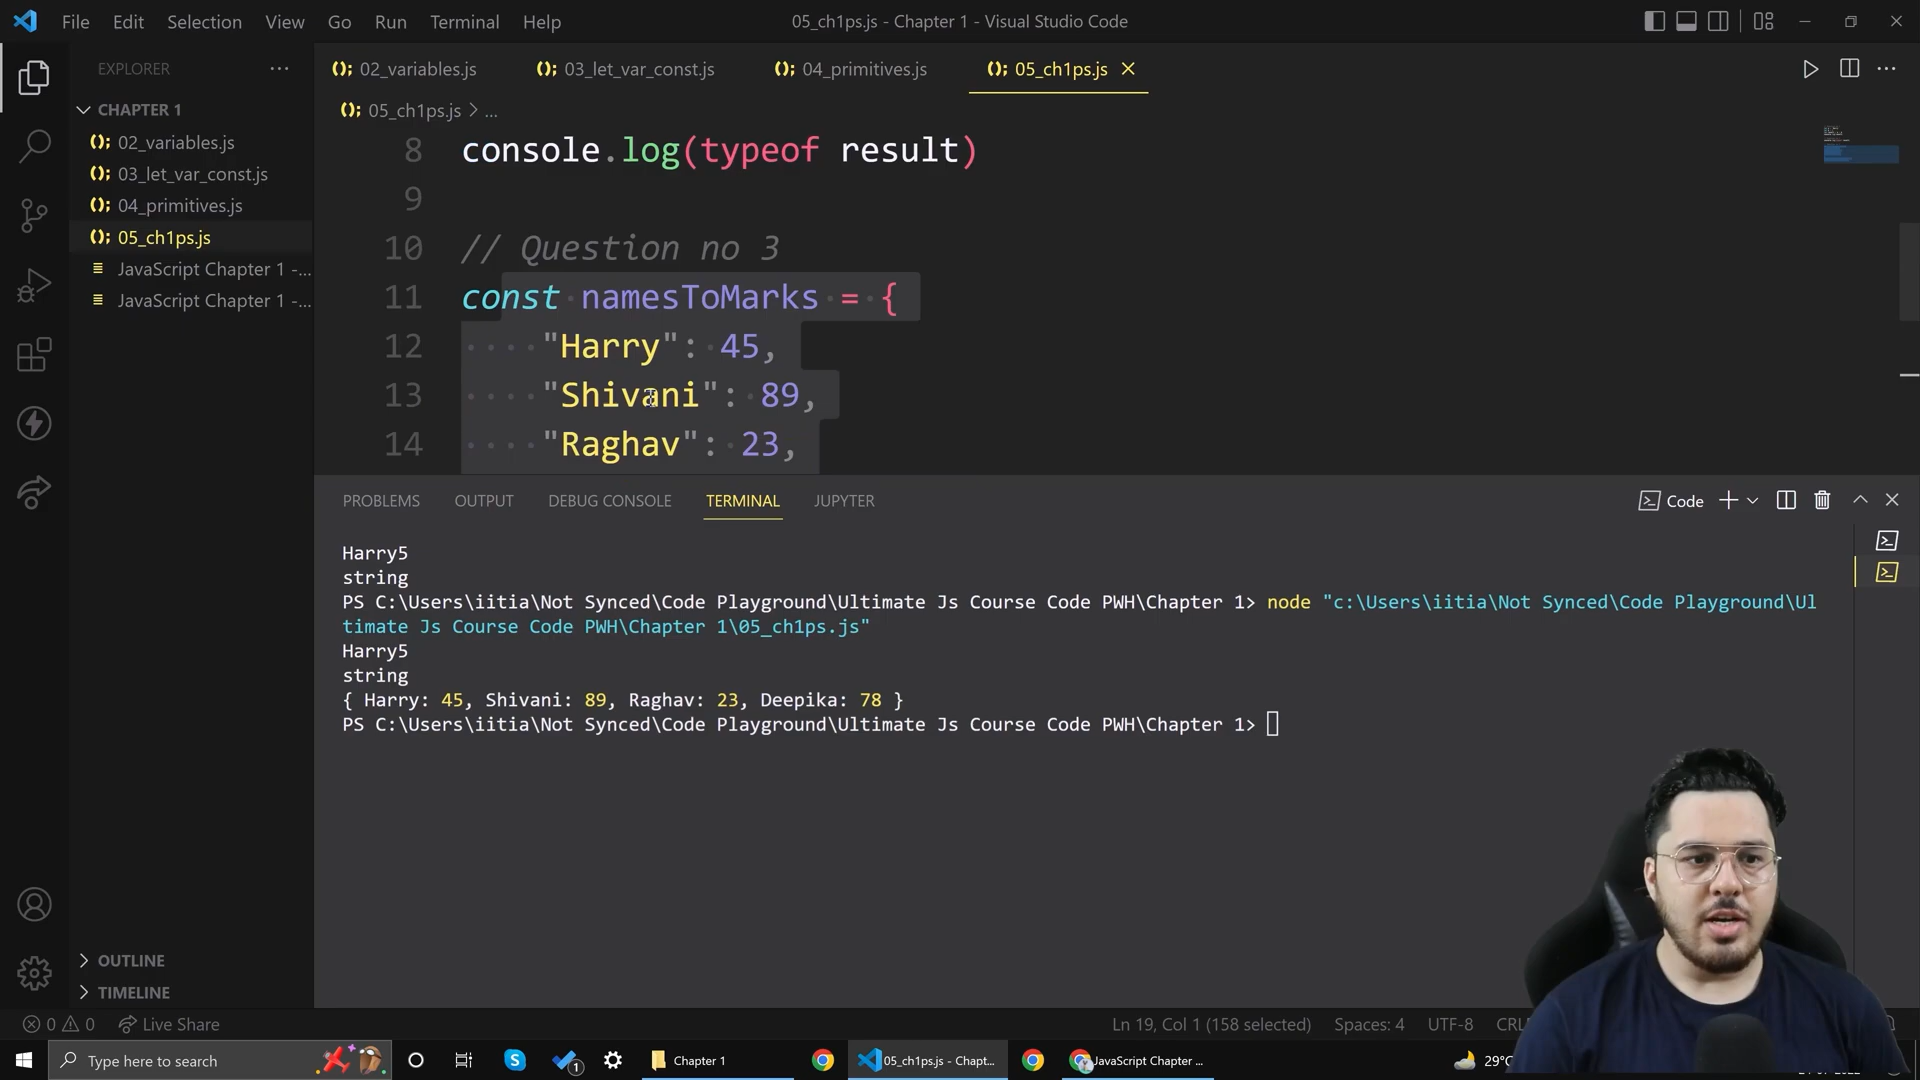 File Edit Selection View Go Run Terminal Help
05_ch1ps.js - Chapter 1 - Visual Studio Code
EXPLORER
CHAPTER 1
02_variables.js
03_let_var_const.js
04_primitives.js
05_ch1ps.js
JavaScript Chapter 1 -...
JavaScript Chapter 1 -...
OUTLINE
TIMELINE
02_variables.js 03_let_var_const.js 04_primitives.js 05_ch1ps.js
05_ch1ps.js > ...
8 console.log(typeof result)
9
10 // Question no 3
11 const namesToMarks = {
12 "Harry": 45,
13 "Shivani": 89,
14 "Raghav": 23,
PROBLEMS OUTPUT DEBUG CONSOLE TERMINAL JUPYTER
Code
Harry5
string
PS C:\Users\iitia\Not Synced\Code Playground\Ultimate Js Course Code PWH\Chapter 1> node "c:\Users\iitia\Not Synced\Code Playground\Ul
timate Js Course Code PWH\Chapter 1\05_ch1ps.js"
Harry5
string
{ Harry: 45, Shivani: 89, Raghav: 23, Deepika: 78 }
PS C:\Users\iitia\Not Synced\Code Playground\Ultimate Js Course Code PWH\Chapter 1>
0 0 Live Share
Ln 19, Col 1 (158 selected) Spaces: 4 UTF-8
Type here to search
1
Chapter 1
05_ch1ps.js - Chapt...
JavaScript Chapter ...
29°